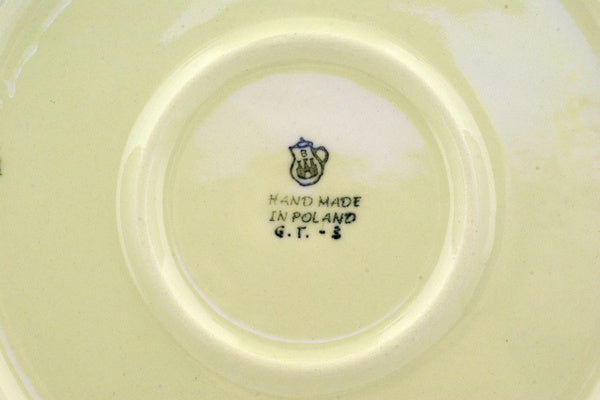 B
HAND MADE
IN POLAND
G.T. - 3